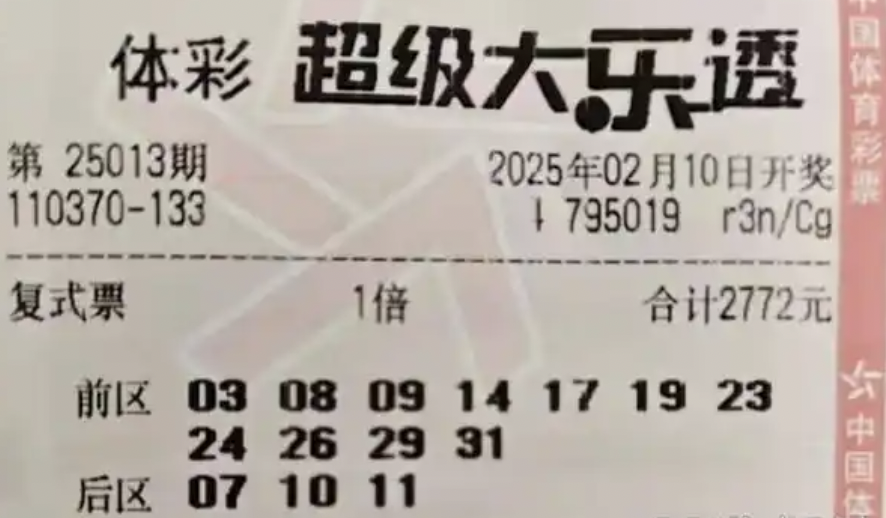 体彩 超级大乐透
第 25013期 2025年02月10日开奖
110370-133 795019 r3n/Cg
复式票 1倍 合计2772元
前区 03 08 09 14 17 19 23
24 26 29 31
后区 07 10 11
中国体育彩票
中国体